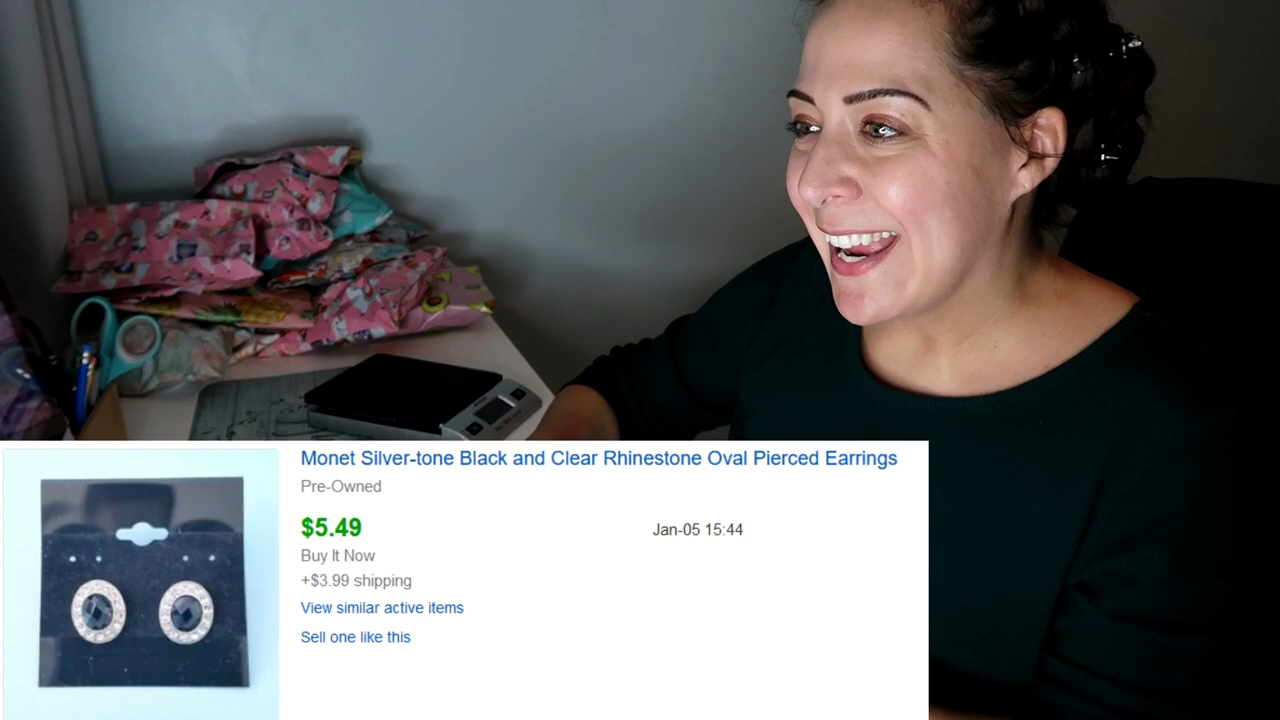 Monet Silver-tone Black and Clear Rhinestone Oval Pierced Earrings
Pre-Owned
$5.49
Jan-05 15:44
Buy It Now
+$3.99 shipping
View similar active items
Sell one like this